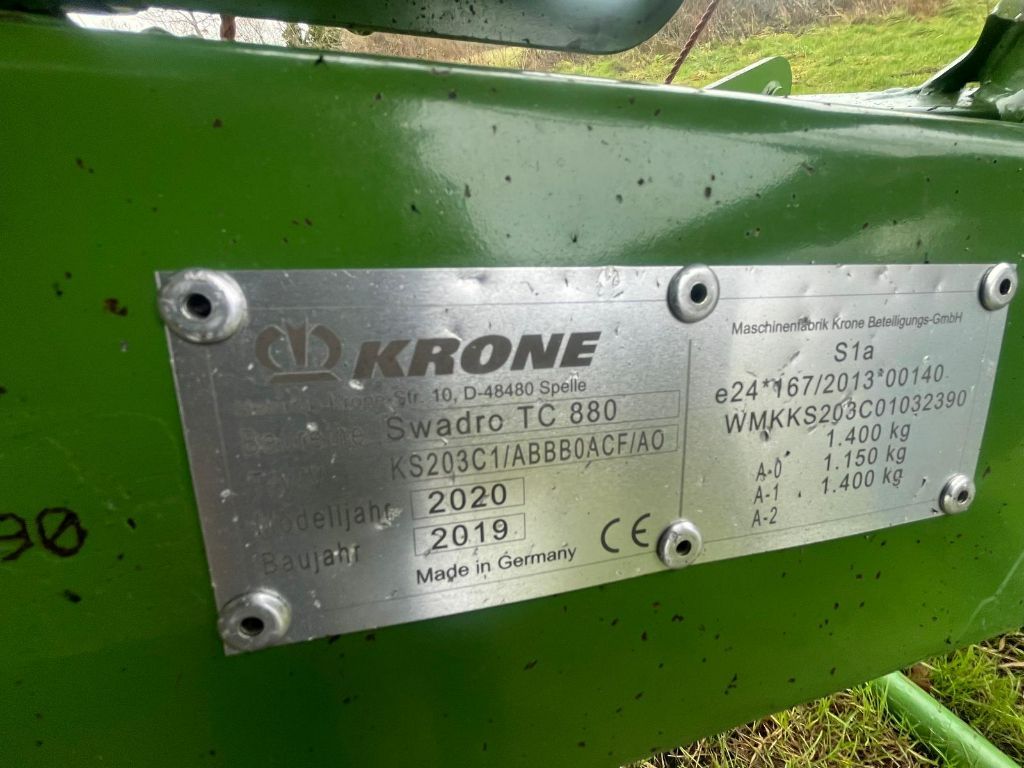 KRONE
Krone-Str. 10, D-48480 Spelle
Swadro TC 880
KS203C1/ABBB0ACF/AO
Modelljahr 2020
Baujahr 2019
Made in Germany CE
Maschinenfabrik Krone Beteiligungs-GmbH
S1a
e24*167/2013*00140
WMKKS203C01032390
1.400 kg
A-0 1.150 kg
A-1 1.400 kg
A-2
90